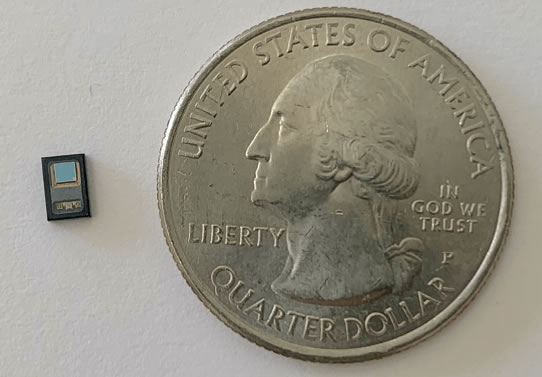 UNITED STATES OF AMERICA
LIBERTY
IN
GOD WE
TRUST
P
QUARTER DOLLAR